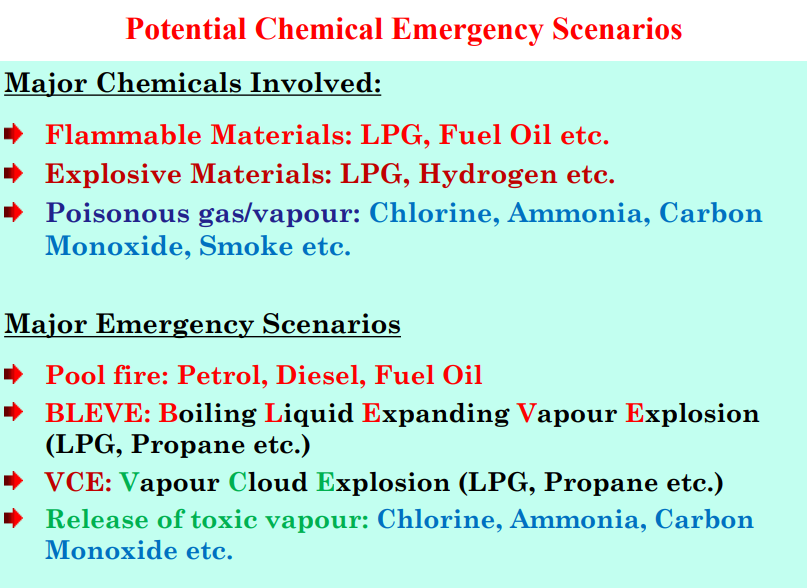 Potential Chemical Emergency Scenarios
Major Chemicals Involved:
Flammable Materials: LPG, Fuel Oil etc.
Explosive Materials: LPG, Hydrogen etc.
Poisonous gas/vapour: Chlorine, Ammonia, Carbon
Monoxide, Smoke etc.
Major Emergency Scenarios
Pool fire: Petrol, Diesel, Fuel Oil
BLEVE: Boiling Liquid Expanding Vapour Explosion
(LPG, Propane etc.)
VCE: Vapour Cloud Explosion (LPG, Propane etc.)
Release of toxic vapour: Chlorine, Ammonia, Carbon
Monoxide etc.